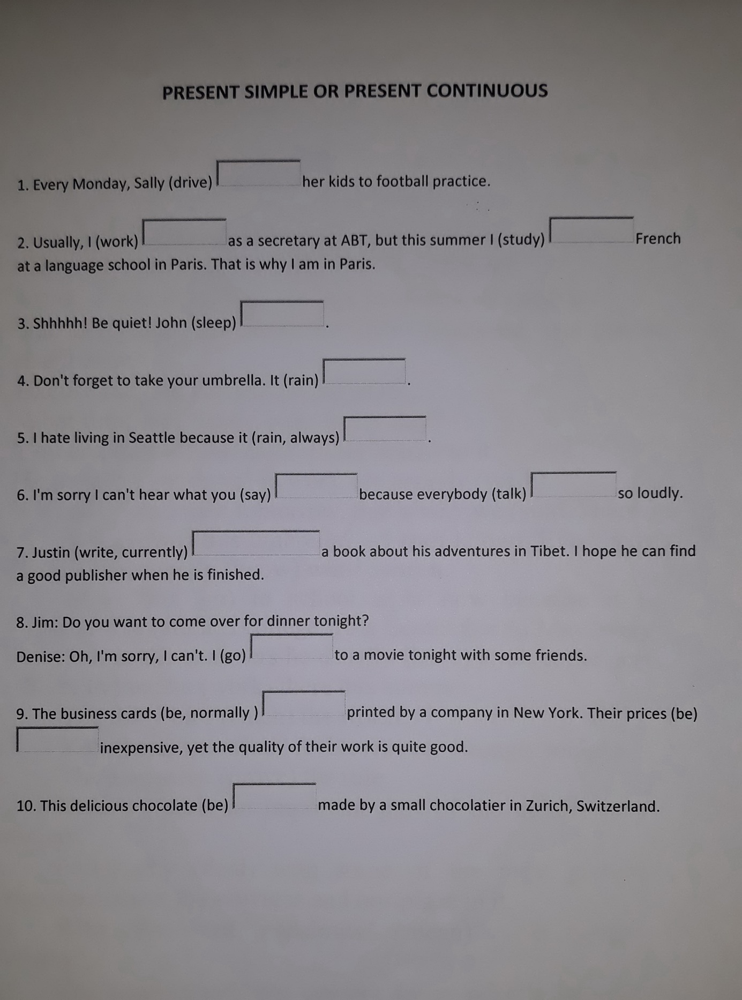 PRESENT SIMPLE OR PRESENT CONTINUOUS
1. Every Monday, Sally (drive) her kids to football practice.
2. Usually, I (work) as a secretary at ABT, but this summer I (study) French
at a language school in Paris. That is why I am in Paris.
3. Shhhhh! Be quiet! John (sleep) .
4. Don't forget to take your umbrella. It (rain) .
5. I hate living in Seattle because it (rain, always) .
6. I'm sorry I can't hear what you (say) because everybody (talk) so loudly.
7. Justin (write, currently) a book about his adventures in Tibet. I hope he can find
a good publisher when he is finished.
8. Jim: Do you want to come over for dinner tonight?
Denise: Oh, I'm sorry, I can't. I (go) to a movie tonight with some friends.
9. The business cards (be, normally ) printed by a company in New York. Their prices (be)
inexpensive, yet the quality of their work is quite good.
10. This delicious chocolate (be) made by a small chocolatier in Zurich, Switzerland.